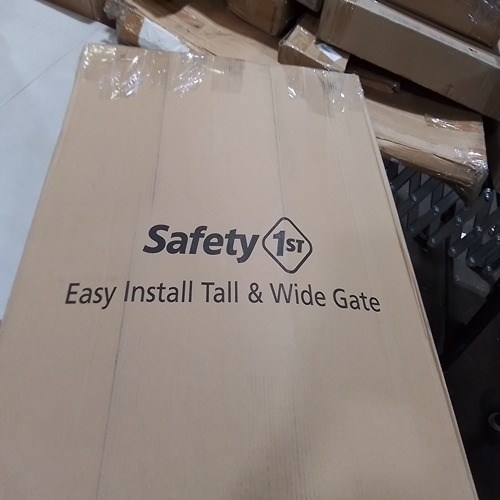 Safety 1ST
Easy Install Tall & Wide Gate